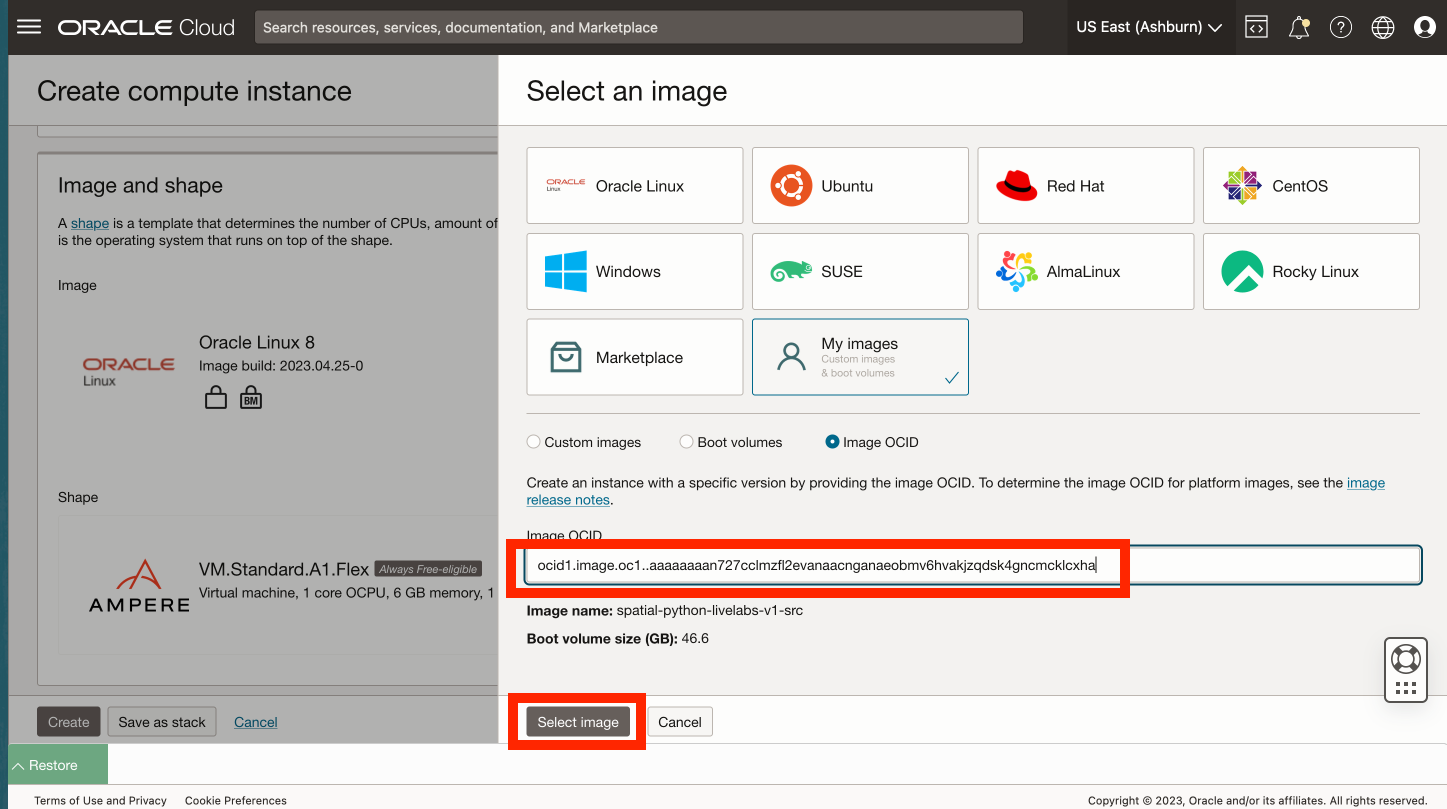 ORACLE Cloud
Search resources, services, documentation, and Marketplace
US East (Ashburn)
Create compute instance
Image and shape
A shape is a template that determines the number of CPUs, amount of
is the operating system that runs on top of the shape.
Image
ORACLE
Linux
Oracle Linux 8
Image build: 2023.04.25-0
BM
Shape
AMPERE
VM.Standard.A1.Flex Always Free-eligible
Virtual machine, 1 core OCPU, 6 GB memory, 1
Create
Save as stack
Cancel
Select an image
ORACLE
Linux
Oracle Linux
Ubuntu
Red Hat
CentOS
Windows
SUSE
AlmaLinux
Rocky Linux
Marketplace
My images
Custom images
& boot volumes
Custom images
Boot volumes
Image OCID
Create an instance with a specific version by providing the image OCID. To determine the image OCID for platform images, see the image
release notes.
Image OCID
ocid1.image.oc1..aaaaaaaan727cclmzfl2evanaacnganaeobmv6hvakjzqdsk4gncmcklcxha
Image name: spatial-python-livelabs-v1-src
Boot volume size (GB): 46.6
Select image
Cancel
Restore
Terms of Use and Privacy
Cookie Preferences
Copyright © 2023, Oracle and/or its affiliates. All rights reserved.